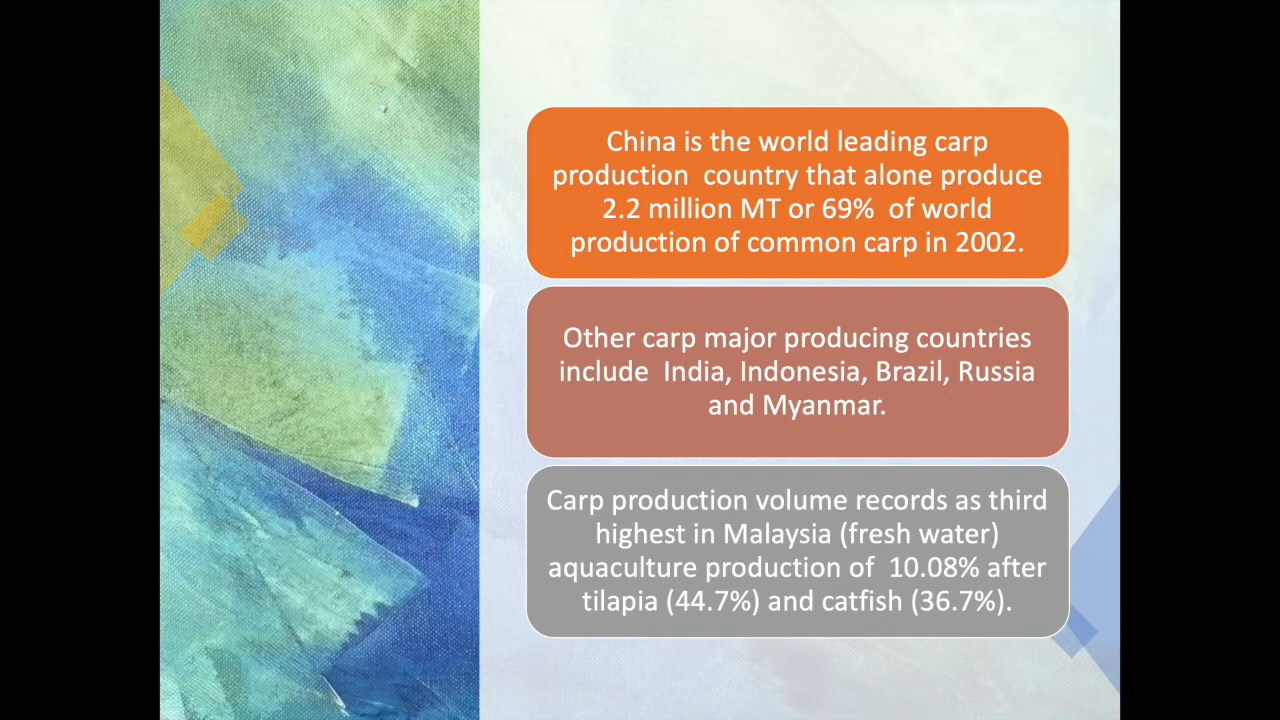 China is the world leading carp
production  country that alone produce
2.2 million MT or 69%  of world
production of common carp in 2002.
Other carp major producing countries
include  India, Indonesia, Brazil, Russia
and Myanmar.
Carp production volume records as third
highest in Malaysia (fresh water)
aquaculture production of  10.08% after
tilapia (44.7%) and catfish (36.7%).